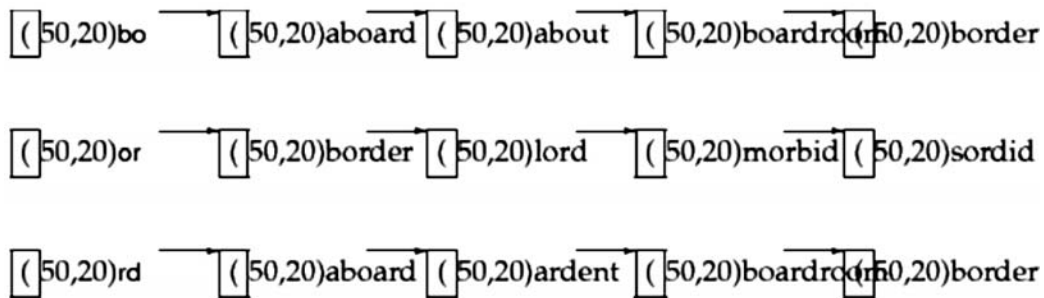 (50,20)bo (50,20)aboard (50,20)about (50,20)boardroom (50,20)border
(50,20)or (50,20)border (50,20)lord (50,20)morbid (50,20)sordid
(50,20)rd (50,20)aboard (50,20)ardent (50,20)boardroom (50,20)border